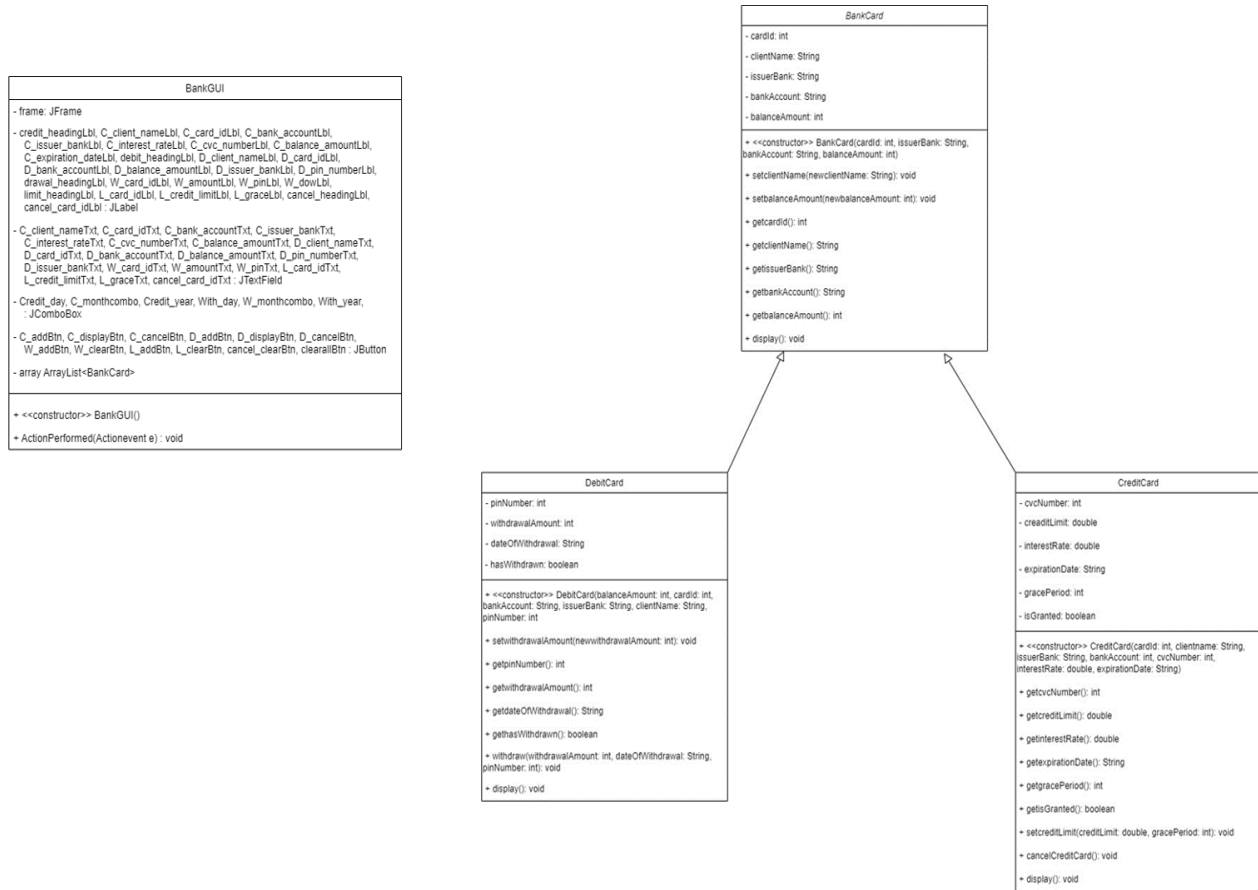 BankGUI
- frame: JFrame
- credit_headingLbl, C_client_nameLbl, C_card_idLbl, C_bank_accountLbl,
C_issuer_bankLbl, C_interest_rateLbl, C_cvc_numberLbl, C_balance_amountLbl,
C_expiration_dateLbl, debit_headingLbl, D_client_nameLbl, D_card_idLbl,
D_bank_accountLbl, D_balance_amountLbl, D_issuer_bankLbl, D_pin_numberLbl,
drawal_headingLbl, W_card_idLbl, W_amountLbl, W_pinLbl, W_dowLbl,
limit_headingLbl, L_card_idLbl, L_credit_limitLbl, L_graceLbl, cancel_headingLbl,
cancel_card_idLbl : JLabel
- C_client_nameTxt, C_card_idTxt, C_bank_accountTxt, C_issuer_bankTxt,
C_interest_rateTxt, C_cvc_numberTxt, C_balance_amountTxt, D_client_nameTxt,
D_card_idTxt, D_bank_accountTxt, D_balance_amountTxt, D_pin_numberTxt,
D_issuer_bankTxt, W_card_idTxt, W_amountTxt, W_pinTxt, L_card_idTxt,
L_credit_limitTxt, L_graceTxt, cancel_card_idTxt : JTextField
- Credit_day, C_monthcombo, Credit_year, With_day, W_monthcombo, With_year,
: JComboBox
- C_addBtn, C_displayBtn, C_cancelBtn, D_addBtn, D_displayBtn, D_cancelBtn,
W_addBtn, W_clearBtn, L_addBtn, L_clearBtn, cancel_clearBtn, clearallBtn : JButton
- array ArrayList<BankCard>
+ <<constructor>> BankGUI()
+ ActionPerformed(Actionevent e) : void
BankCard
- cardId: int
- clientName: String
- issuerBank: String
- bankAccount: String
- balanceAmount: int
+ <<constructor>> BankCard(cardId: int, issuerBank: String,
bankAccount: String, balanceAmount: int)
+ setclientName(newclientName: String): void
+ setbalanceAmount(newbalanceAmount: int): void
+ getcardId(): int
+ getclientName(): String
+ getissuerBank(): String
+ getbankAccount(): String
+ getbalanceAmount(): int
+ display(): void
DebitCard
- pinNumber: int
- withdrawalAmount: int
- dateOfWithdrawal: String
- hasWithdrawn: boolean
+ <<constructor>> DebitCard(balanceAmount: int, cardId: int,
bankAccount: String, issuerBank: String, clientName: String,
pinNumber: int
+ setwithdrawalAmount(newwithdrawalAmount: int): void
+ getpinNumber(): int
+ getwithdrawalAmount(): int
+ getdateOfWithdrawal(): String
+ gethasWithdrawn(): boolean
+ withdraw(withdrawalAmount: int, dateOfWithdrawal: String,
pinNumber: int): void
+ display(): void
CreditCard
- cvcNumber: int
- creaditLimit: double
- interestRate: double
- expirationDate: String
- gracePeriod: int
- isGranted: boolean
+ <<constructor>> CreditCard(cardId: int, clientname: String,
issuerBank: String, bankAccount: int, cvcNumber: int,
interestRate: double, expirationDate: String)
+ getcvcNumber(): int
+ getcreditLimit(): double
+ getinterestRate(): double
+ getexpirationDate(): String
+ getgracePeriod(): int
+ getisGranted(): boolean
+ setcreditLimit(creditLimit: double, gracePeriod: int): void
+ cancelCreditCard(): void
+ display(): void